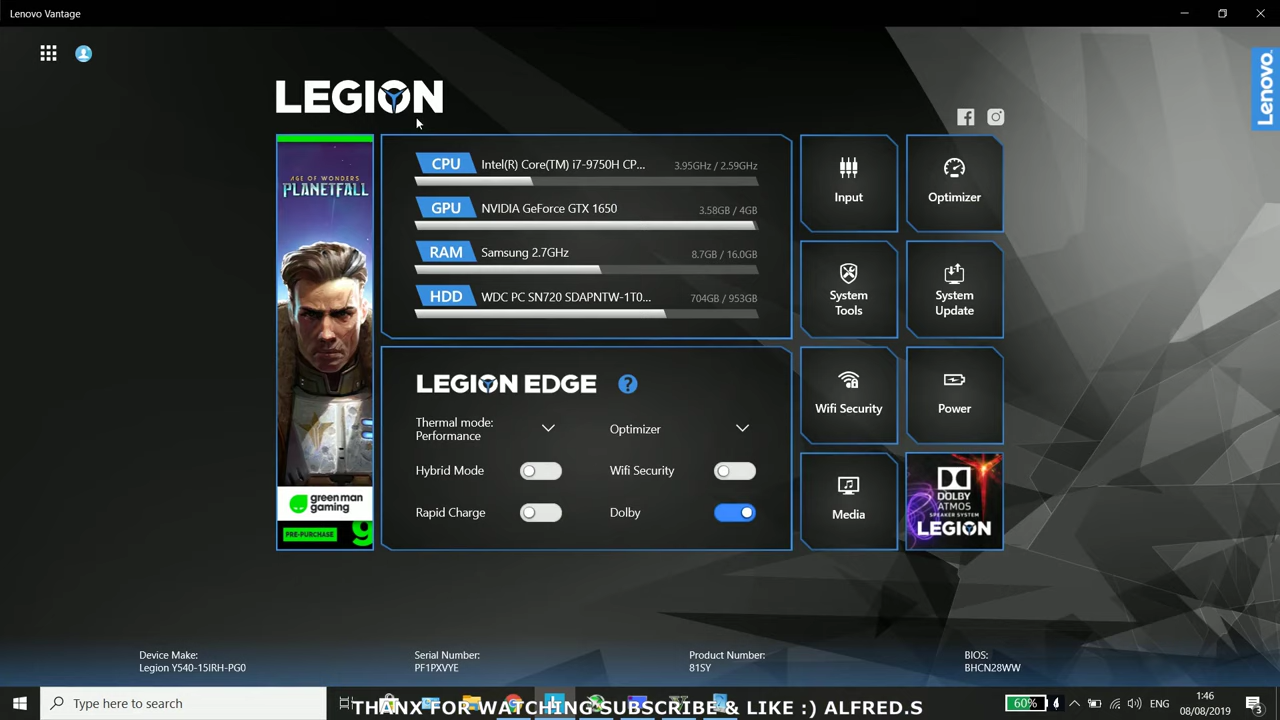 Lenovo Vantage
LEGION
Lenovo.
AGE OF WONDERS
PLANETFALL
green man
gaming
PRE-PURCHASE
CPU Intel(R) Core(TM) i7-9750H CP... 3.95GHz / 2.59GHz
GPU NVIDIA GeForce GTX 1650 3.58GB / 4GB
RAM Samsung 2.7GHz 8.7GB / 16.0GB
HDD WDC PC SN720 SDAPNTW-1T0... 704GB / 953GB
LEGION EDGE ?
Thermal mode:
Performance
Optimizer
Hybrid Mode
Wifi Security
Rapid Charge
Dolby
Input
Optimizer
System
Tools
System
Update
Wifi Security
Power
Media
DOLBY
ATMOS
SPEAKER SYSTEM
LEGION
Device Make:
Legion Y540-15IRH-PG0
Serial Number:
PF1PXVYE
Product Number:
81SY
BIOS:
BHCN28WW
Type here to search
THANX FOR WATCHING SUBSCRIBE & LIKE :) ALFRED.S
60%
ENG
1:46
08/08/2019
3